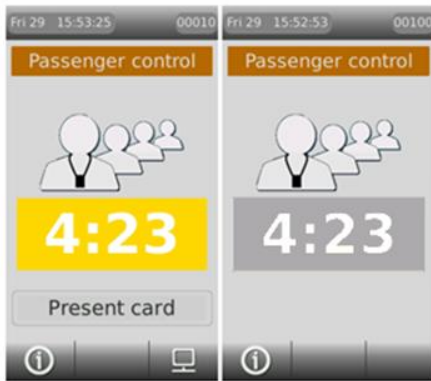 Fri 29 15:53:25 00010
Passenger control
4:23
Present card
Fri 29 15:52:53 00100
Passenger control
4:23